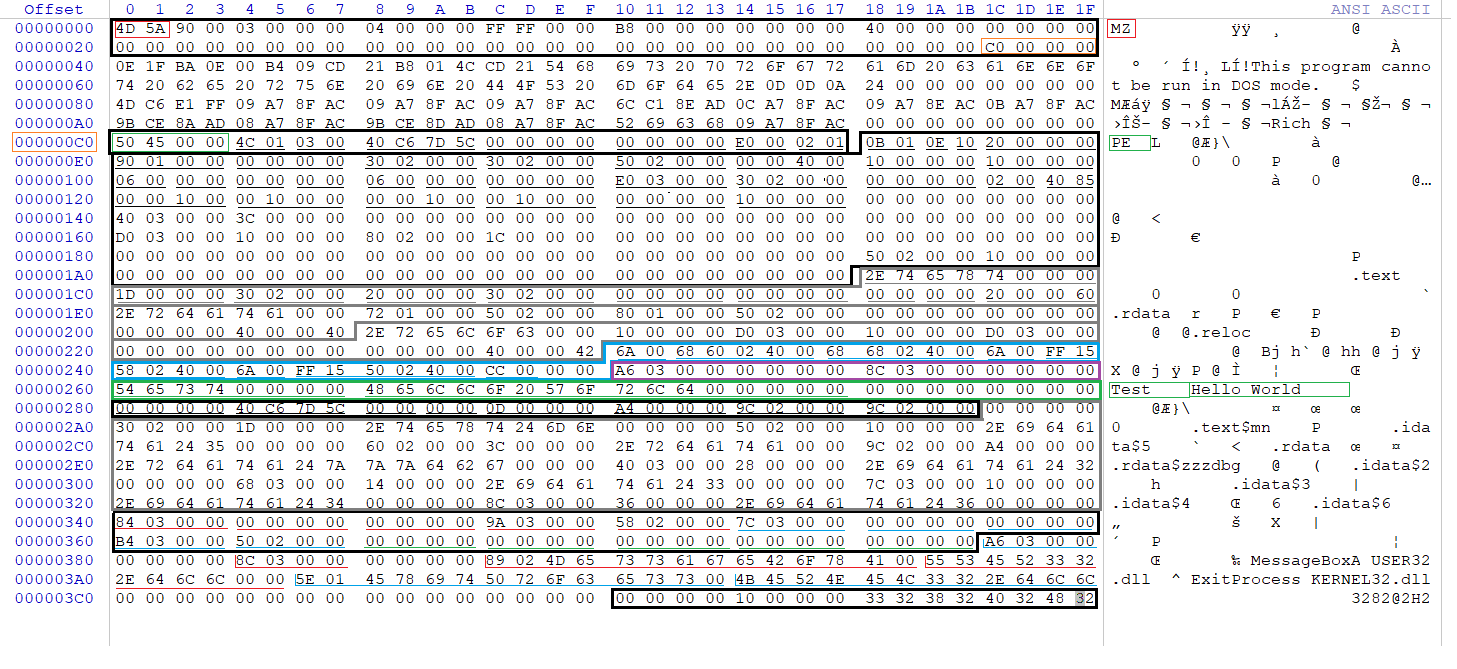 Offset 0 1 2 3 4 5 6 7 8 9 A B C D E F 10 11 12 13 14 15 16 17 18 19 1A 1B 1C 1D 1E 1F ANSI ASCII
00000000 4D 5A 90 00 03 00 00 00 04 00 00 00 FF FF 00 00 B8 00 00 00 00 00 00 00 40 00 00 00 00 00 00 00 MZ ÿÿ ¸ @
00000020 00 00 00 00 00 00 00 00 00 00 00 00 00 00 00 00 00 00 00 00 00 00 00 00 00 00 00 00 C0 00 00 00 À
00000040 0E 1F BA 0E 00 B4 09 CD 21 B8 01 4C CD 21 54 68 69 73 20 70 72 6F 67 72 61 6D 20 63 61 6E 6E 6F º ´ Í!¸ LÍ!This program canno
00000060 74 20 62 65 20 72 75 6E 20 69 6E 20 44 4F 53 20 6D 6F 64 65 2E 0D 0D 0A 24 00 00 00 00 00 00 00 t be run in DOS mode. $
00000080 4D C6 E1 FF 09 A7 8F AC 09 A7 8F AC 09 A7 8F AC 6C C1 8E AD 0C A7 8F AC 09 A7 8E AC 0B A7 8F AC MÆáÿ § ¬ § ¬ § ¬lÁŽ- § ¬ §Ž¬ § ¬
000000A0 9B CE 8A AD 08 A7 8F AC 9B CE 8D AD 08 A7 8F AC 52 69 63 68 09 A7 8F AC 00 00 00 00 00 00 00 00 ›ÎŠ- § ¬›Î - § ¬Rich § ¬
000000C0 50 45 00 00 4C 01 03 00 40 C6 7D 5C 00 00 00 00 00 00 00 00 E0 00 02 01 0B 01 0E 10 20 00 00 00 PE L @Æ}\ à
000000E0 90 01 00 00 00 00 00 00 30 02 00 00 30 02 00 00 50 02 00 00 00 00 40 00 10 00 00 00 10 00 00 00 0 0 P @
00000100 06 00 00 00 00 00 00 00 06 00 00 00 00 00 00 00 E0 03 00 00 30 02 00 00 00 00 00 00 02 00 40 85 à 0 @…
00000120 00 00 10 00 00 10 00 00 00 00 10 00 00 10 00 00 00 00 00 00 10 00 00 00 00 00 00 00 00 00 00 00
00000140 40 03 00 00 3C 00 00 00 00 00 00 00 00 00 00 00 00 00 00 00 00 00 00 00 00 00 00 00 00 00 00 00 @ <
00000160 D0 03 00 00 10 00 00 00 80 02 00 00 1C 00 00 00 00 00 00 00 00 00 00 00 00 00 00 00 00 00 00 00 Ð €
00000180 00 00 00 00 00 00 00 00 00 00 00 00 00 00 00 00 00 00 00 00 00 00 00 00 50 02 00 00 10 00 00 00 P
000001A0 00 00 00 00 00 00 00 00 00 00 00 00 00 00 00 00 00 00 00 00 00 00 00 00 2E 74 65 78 74 00 00 00 .text
000001C0 1D 00 00 00 30 02 00 00 20 00 00 00 30 02 00 00 00 00 00 00 00 00 00 00 00 00 00 00 20 00 00 60 0 0 `
000001E0 2E 72 64 61 74 61 00 00 72 01 00 00 50 02 00 00 80 01 00 00 50 02 00 00 00 00 00 00 00 00 00 00 .rdata r P € P
00000200 00 00 00 00 40 00 00 40 2E 72 65 6C 6F 63 00 00 10 00 00 00 D0 03 00 00 10 00 00 00 D0 03 00 00 @ @.reloc Ð Ð
00000220 00 00 00 00 00 00 00 00 00 00 00 00 40 00 00 42 6A 00 68 60 02 40 00 68 68 02 40 00 6A 00 FF 15 @ Bj h` @ hh @ j ÿ
00000240 58 02 40 00 6A 00 FF 15 50 02 40 00 CC 00 00 00 A6 03 00 00 00 00 00 00 8C 03 00 00 00 00 00 00 X @ j ÿ P @ Ì ¦ Œ
00000260 54 65 73 74 00 00 00 00 48 65 6C 6C 6F 20 57 6F 72 6C 64 00 00 00 00 00 00 00 00 00 00 00 00 00 Test Hello World
00000280 00 00 00 00 40 C6 7D 5C 00 00 00 00 0D 00 00 00 A4 00 00 00 9C 02 00 00 9C 02 00 00 00 00 00 00 @Æ}\ ¤ œ œ
000002A0 30 02 00 00 1D 00 00 00 2E 74 65 78 74 24 6D 6E 00 00 00 00 50 02 00 00 10 00 00 00 2E 69 64 61 0 .text$mn P .ida
000002C0 74 61 24 35 00 00 00 00 60 02 00 00 3C 00 00 00 2E 72 64 61 74 61 00 00 9C 02 00 00 A4 00 00 00 ta$5 ` < .rdata œ ¤
000002E0 2E 72 64 61 74 61 24 7A 7A 7A 64 62 67 00 00 00 40 03 00 00 28 00 00 00 2E 69 64 61 74 61 24 32 .rdata$zzzdbg @ ( .idata$2
00000300 00 00 00 00 68 03 00 00 14 00 00 00 2E 69 64 61 74 61 24 33 00 00 00 00 7C 03 00 00 10 00 00 00 h .idata$3 |
00000320 2E 69 64 61 74 61 24 34 00 00 00 00 8C 03 00 00 36 00 00 00 2E 69 64 61 74 61 24 36 00 00 00 00 .idata$4 Œ 6 .idata$6
00000340 84 03 00 00 00 00 00 00 00 00 00 00 9A 03 00 00 58 02 00 00 7C 03 00 00 00 00 00 00 00 00 00 00 „ š X |
00000360 B4 03 00 00 50 02 00 00 00 00 00 00 00 00 00 00 00 00 00 00 00 00 00 00 00 00 00 00 A6 03 00 00 ´ P ¦
00000380 00 00 00 00 8C 03 00 00 00 00 00 00 89 02 4D 65 73 73 61 67 65 42 6F 78 41 00 55 53 45 52 33 32 Œ ‰ MessageBoxA USER32
000003A0 2E 64 6C 6C 00 00 5E 01 45 78 69 74 50 72 6F 63 65 73 73 00 4B 45 52 4E 45 4C 33 32 2E 64 6C 6C .dll ^ ExitProcess KERNEL32.dll
000003C0 00 00 00 00 00 00 00 00 00 00 00 00 00 00 00 00 00 00 00 00 10 00 00 00 33 32 38 32 40 32 48 32 3282@2H2